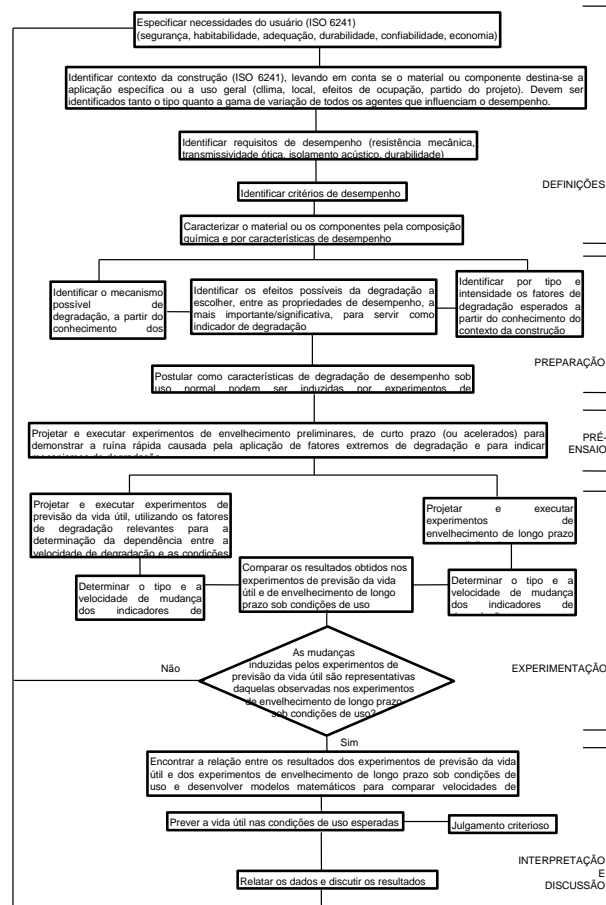 Especificar necessidades do usuário (ISO 6241)
(segurança, habitabilidade, adequação, durabilidade, confiabilidade, economia)
Identificar contexto da construção (ISO 6241), levando em conta se o material ou componente destina-se a
aplicação específica ou a uso geral (cllima, local, efeitos de ocupação, partido do projeto). Devem ser
identificados tanto o tipo quanto a gama de variação de todos os agentes que influenciam o desempenho.
Identificar requisitos de desempenho (resistência mecânica,
transmissividade ótica, isolamento acústico, durabilidade)
DEFINIÇÕES
Identificar critérios de desempenho
Caracterizar o material ou os componentes pela composição
química e por características de desempenho
Identificar o mecanismo
possível de
degradação, a partir do
conhecimento dos
Identificar os efeitos possíveis da degradação a
escolher, entre as propriedades de desempenho, a
mais importante/significativa, para servir como
indicador de degradação
Identificar por tipo e
intensidade os fatores de
degradação esperados a
partir do conhecimento do
contexto da construção
PREPARAÇÃO
Postular como características de degradação de desempenho sob
uso normal podem ser induzidas por experimentos de
Projetar e executar experimentos de envelhecimento preliminares, de curto prazo (ou acelerados) para
demonstrar a ruína rápida causada pela aplicação de fatores extremos de degradação e para indicar
mecanismos de degradação
PRÉ-
ENSAIO
Projetar e executar experimentos de
previsão da vida útil, utilizando os fatores
de degradação relevantes para a
determinação da dependência entre a
velocidade de degradação e as condições
Projetar e executar
experimentos de
envelhecimento de longo prazo
Determinar o tipo e a
velocidade de mudança
dos indicadores de
Comparar os resultados obtidos nos
experimentos de previsão da vida
útil e de envelhecimento de longo
prazo sob condições de uso
Determinar o tipo e a
velocidade de mudança
dos indicadores de
As mudanças
induzidas pelos experimentos de
previsão da vida útil são representativas
daquelas observadas nos experimentos
de envelhecimento de longo prazo
sob condições de uso?
Não
EXPERIMENTAÇÃO
Sim
Encontrar a relação entre os resultados dos experimentos de previsão da vida
útil e dos experimentos de envelhecimento de longo prazo sob condições de
uso e desenvolver modelos matemáticos para comparar velocidades de
Prever a vida útil nas condições de uso esperadas
Julgamento criterioso
Relatar os dados e discutir os resultados
INTERPRETAÇÃO
E
DISCUSSÃO